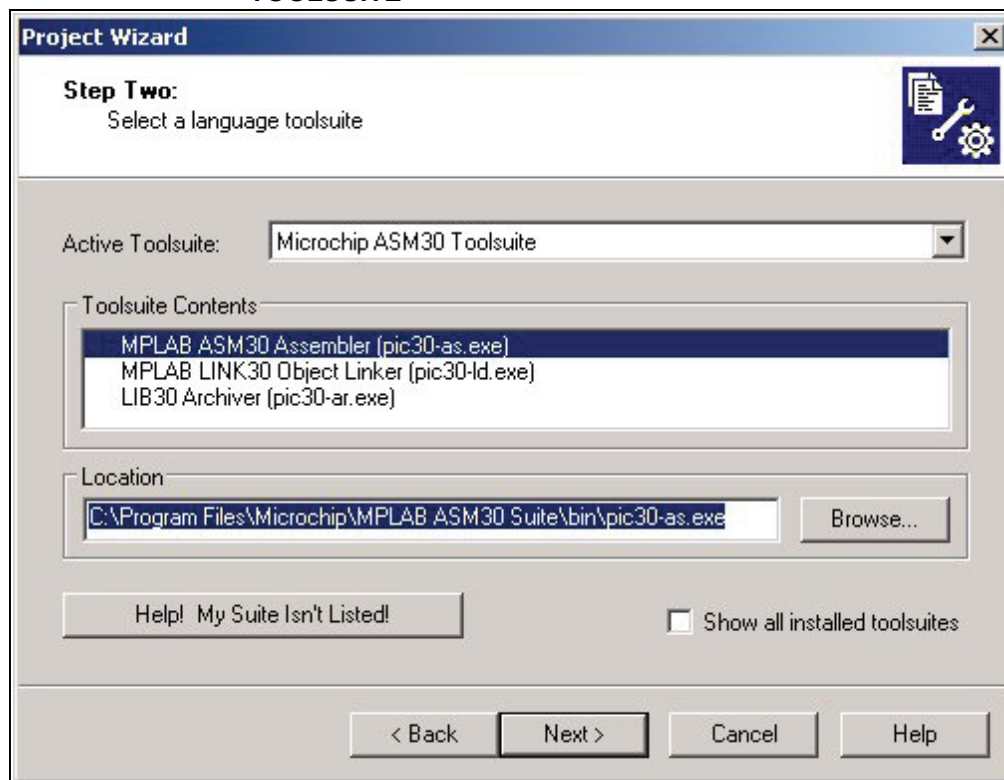 TOOLSUITE
Project Wizard
Step Two:
Select a language toolsuite
Active Toolsuite: Microchip ASM30 Toolsuite
Toolsuite Contents
MPLAB ASM30 Assembler (pic30-as.exe)
MPLAB LINK30 Object Linker (pic30-ld.exe)
LIB30 Archiver (pic30-ar.exe)
Location
C:\Program Files\Microchip\MPLAB ASM30 Suite\bin\pic30-as.exe Browse...
Help! My Suite Isn't Listed! Show all installed toolsuites
< Back Next > Cancel Help